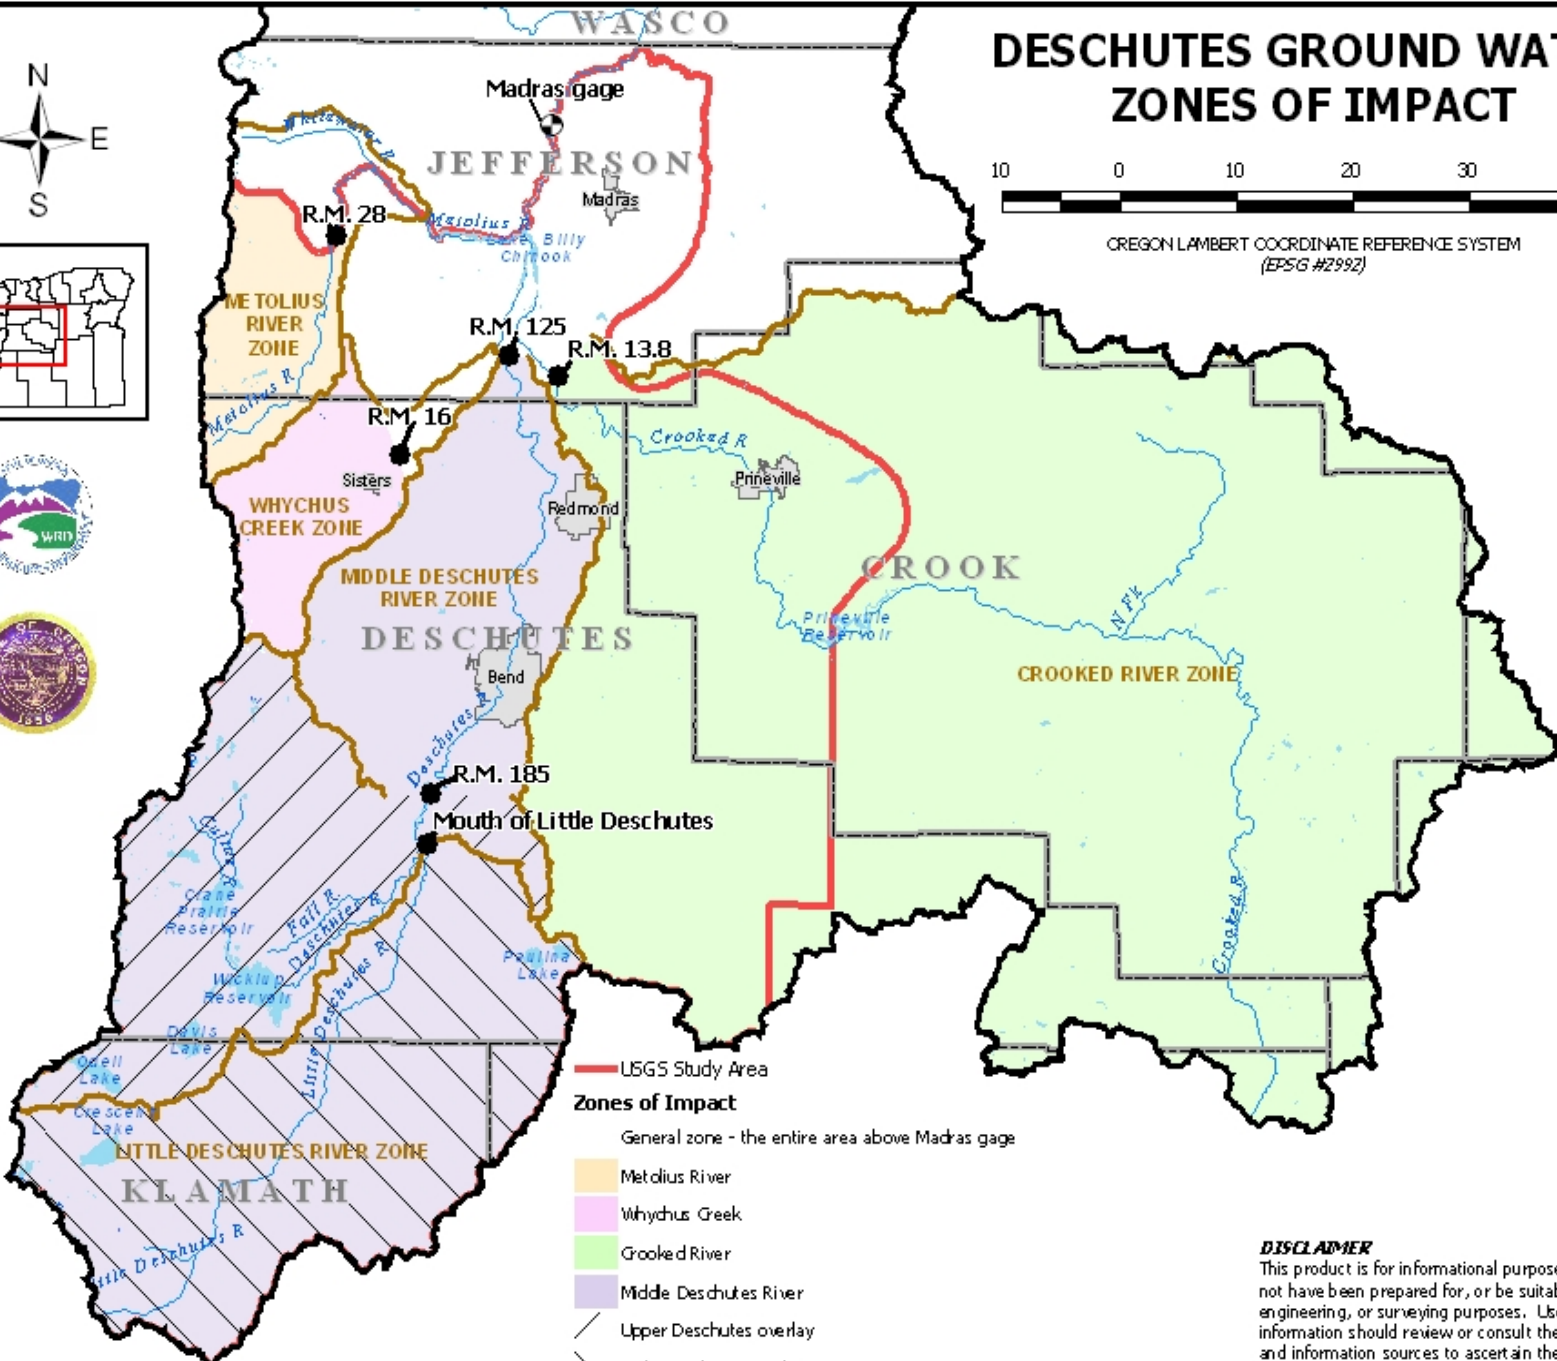 WASCO
DESCHUTES GROUND WAT
ZONES OF IMPACT
N
E
S
10 0 10 20 30
OREGON LAMBERT COORDINATE REFERENCE SYSTEM
(EPSG #2992)
Madras gage
Whitewater R
JEFFERSON
Madras
R.M. 28
Metolius R
Lake Billy
Chinook
METOLIUS
RIVER
ZONE
R.M. 125
R.M. 13.8
Metolius R
R.M. 16
Crooked R
Sisters
Prineville
WHYCHUS
CREEK ZONE
Redmond
WRD
CROOK
MIDDLE DESCHUTES
RIVER ZONE
N Fk
Prineville
Reservoir
DESCHUTES
CROOKED RIVER ZONE
Bend
Deschutes R
R.M. 185
Mouth of Little Deschutes
Crane
Prairie
Reservoir
Fall R
Deschutes R
Crooked R
Paulina
Lake
Wickiup
Reservoir
Little Deschutes R
Davis
Lake
Odell
Lake
Crescent
Lake
LITTLE DESCHUTES RIVER ZONE
KLAMATH
Little Deschutes R
USGS Study Area
Zones of Impact
General zone - the entire area above Madras gage
Metolius River
Whychus Creek
Crooked River
Middle Deschutes River
Upper Deschutes overlay
DISCLAIMER
This product is for informational purpose
not have been prepared for, or be suital
engineering, or surveying purposes. Use
information should review or consult the
and information sources to ascertain the